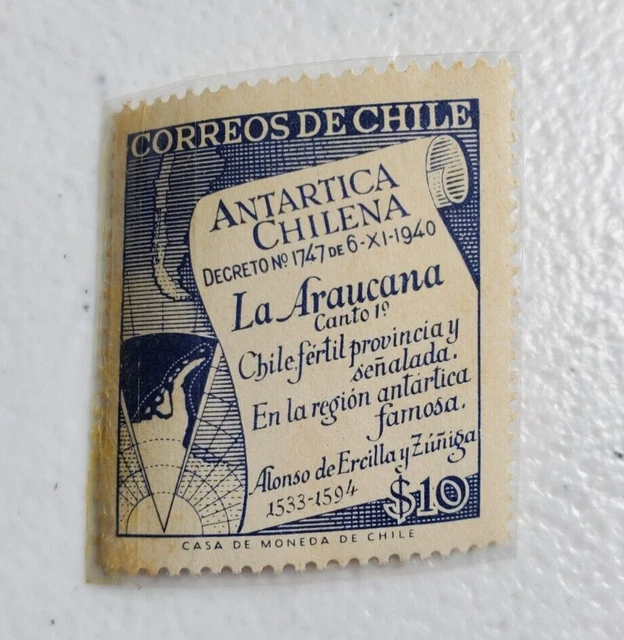 CORREOS DE CHILE
ANTARTICA
CHILENA
DECRETO Nº 1747 DE 6-XI-1940
La Araucana
Canto 1º
Chile, fértil provincia y
señalada.
En la región antártica
famosa.
Alonso de Ercilla y Zúñiga
1533-1594
$10
CASA DE MONEDA DE CHILE